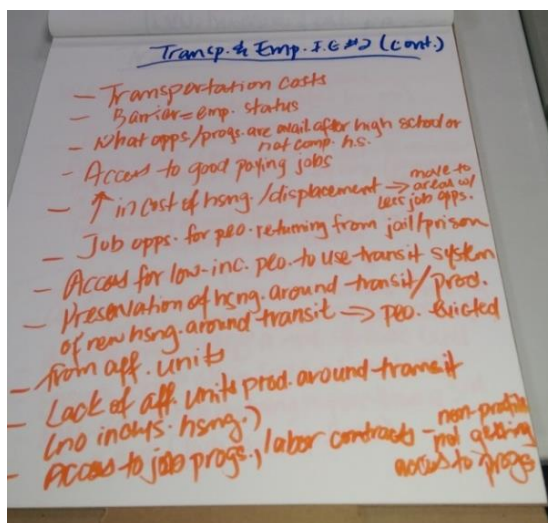 Transp. & Emp. I.E #2 (cont.)
- Transportation costs
- Barrier = emp. status
- What opps/progs. are avail after high school or
not comp. h.s.
- Access to good paying jobs
- ↑ in cost of hsng. /displacement → move to
areas w/
less job opps.
- Job opps. for peo. returning from jail/prison
- Access for low-inc. peo. to use transit system
- Preservation of hsng. around transit/prod.
of new hsng. around transit → peo. evicted
- from aff. units
- Lack of aff. units prod. around transit
(no inclus. hsng.)
- Access to job progs., labor contracts - non-profits
not getting
access to progs